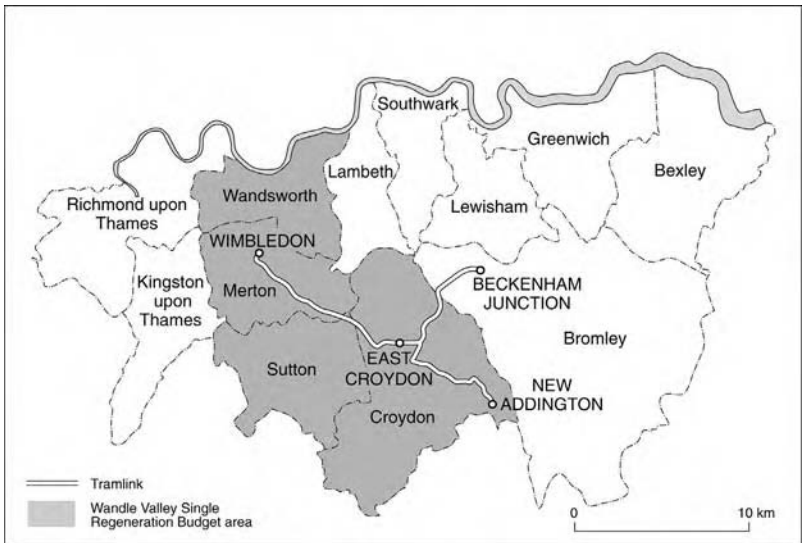 Southwark
Greenwich
Bexley
Lambeth
Wandsworth
Lewisham
Richmond upon
Thames
WIMBLEDON
Kingston
upon
Thames
Merton
BECKENHAM
JUNCTION
Bromley
EAST
CROYDON
Sutton
NEW
ADDINGTON
Croydon
Tramlink
Wandle Valley Single
Regeneration Budget area
0
10 km